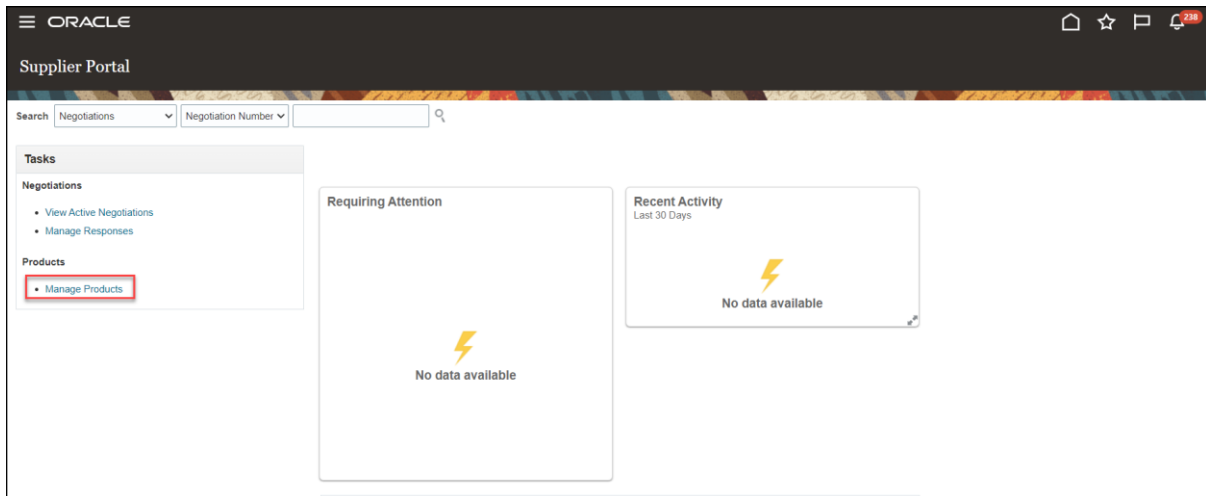 ORACLE
238
Supplier Portal
Search Negotiations Negotiation Number
Tasks
Negotiations
• View Active Negotiations
• Manage Responses
Products
• Manage Products
Requiring Attention
No data available
Recent Activity
Last 30 Days
No data available